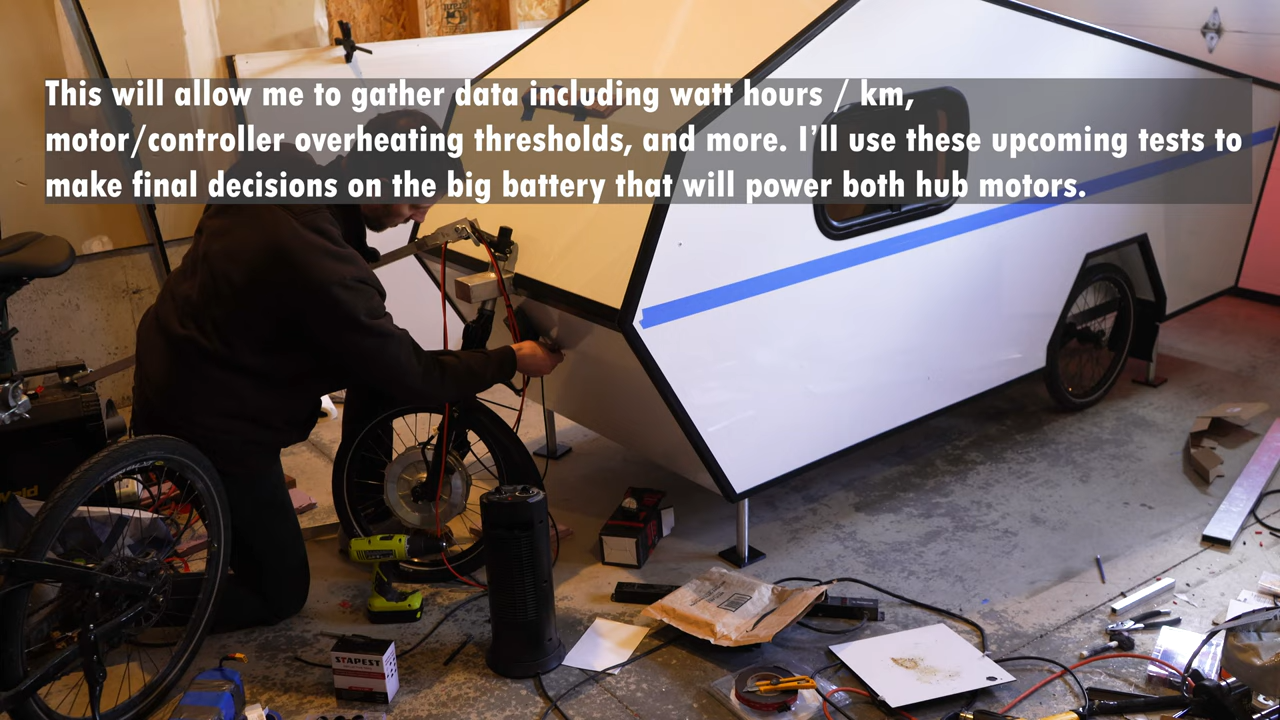 This will allow me to gather data including watt hours / km,
motor/controller overheating thresholds, and more. I'll use these upcoming tests to
make final decisions on the big battery that will power both hub motors.
STAPEST